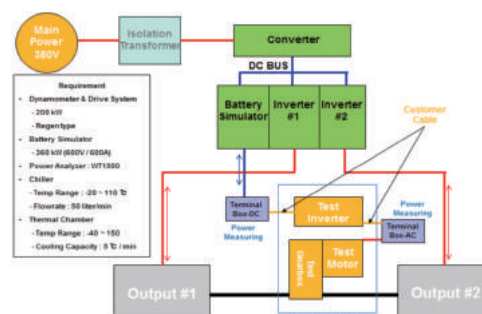 Main
Power
380V
Isolation
Transformer
Converter
DC BUS
Battery
Simulator
Inverter
#1
Inverter
#2
Customer
Cable
Requirement
• Dynamometer & Drive System
- 200 kW
- Regen type
• Battery Simulator
- 360 kW (600V / 600A)
• Power Analyzer : WT1800
• Chiller
- Temp Range : -20 ~ 110 ℃
- Flowrate : 50 liter/min
• Thermal Chamber
- Temp Range : -40 ~ 150
- Cooling Capacity : 5 ℃ / min
Terminal
Box-DC
Power
Measuring
Test
Inverter
Power
Measuring
Terminal
Box-AC
Test
Gearbox
Test
Motor
Output #1
Output #2